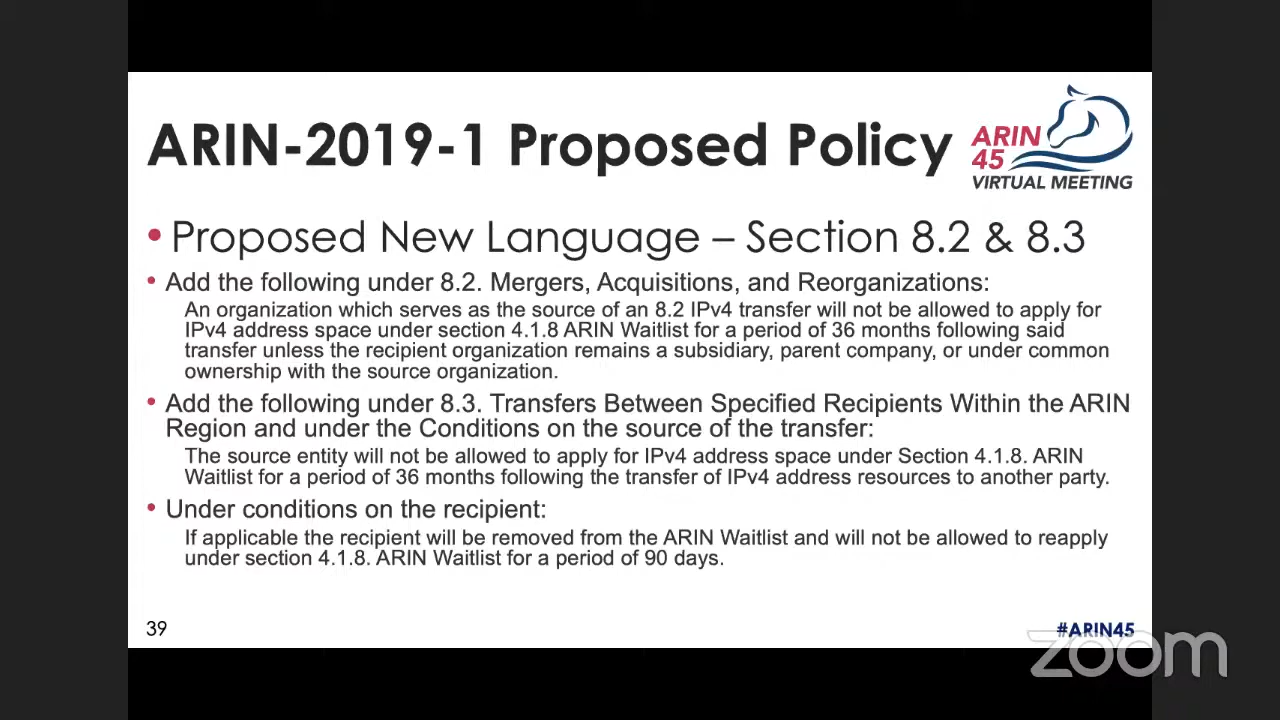 ARIN-2019-1 Proposed Policy
ARIN
45
VIRTUAL MEETING
• Proposed New Language – Section 8.2 & 8.3
• Add the following under 8.2. Mergers, Acquisitions, and Reorganizations:
An organization which serves as the source of an 8.2 IPv4 transfer will not be allowed to apply for
IPv4 address space under section 4.1.8 ARIN Waitlist for a period of 36 months following said
transfer unless the recipient organization remains a subsidiary, parent company, or under common
ownership with the source organization.
• Add the following under 8.3. Transfers Between Specified Recipients Within the ARIN
Region and under the Conditions on the source of the transfer:
The source entity will not be allowed to apply for IPv4 address space under Section 4.1.8. ARIN
Waitlist for a period of 36 months following the transfer of IPv4 address resources to another party.
• Under conditions on the recipient:
If applicable the recipient will be removed from the ARIN Waitlist and will not be allowed to reapply
under section 4.1.8. ARIN Waitlist for a period of 90 days.
39
#ARIN45
zoom